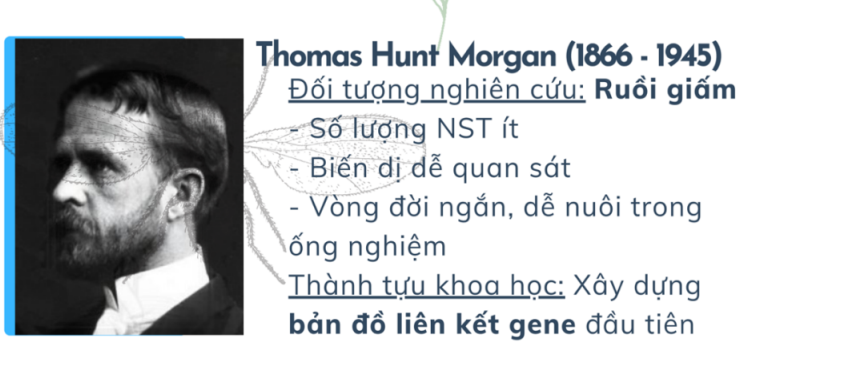 Thomas Hunt Morgan (1866 - 1945)
Đối tượng nghiên cứu: Ruồi giấm
- Số lượng NST ít
- Biến dị dễ quan sát
- Vòng đời ngắn, dễ nuôi trong
ống nghiệm
Thành tựu khoa học: Xây dựng
bản đồ liên kết gene đầu tiên